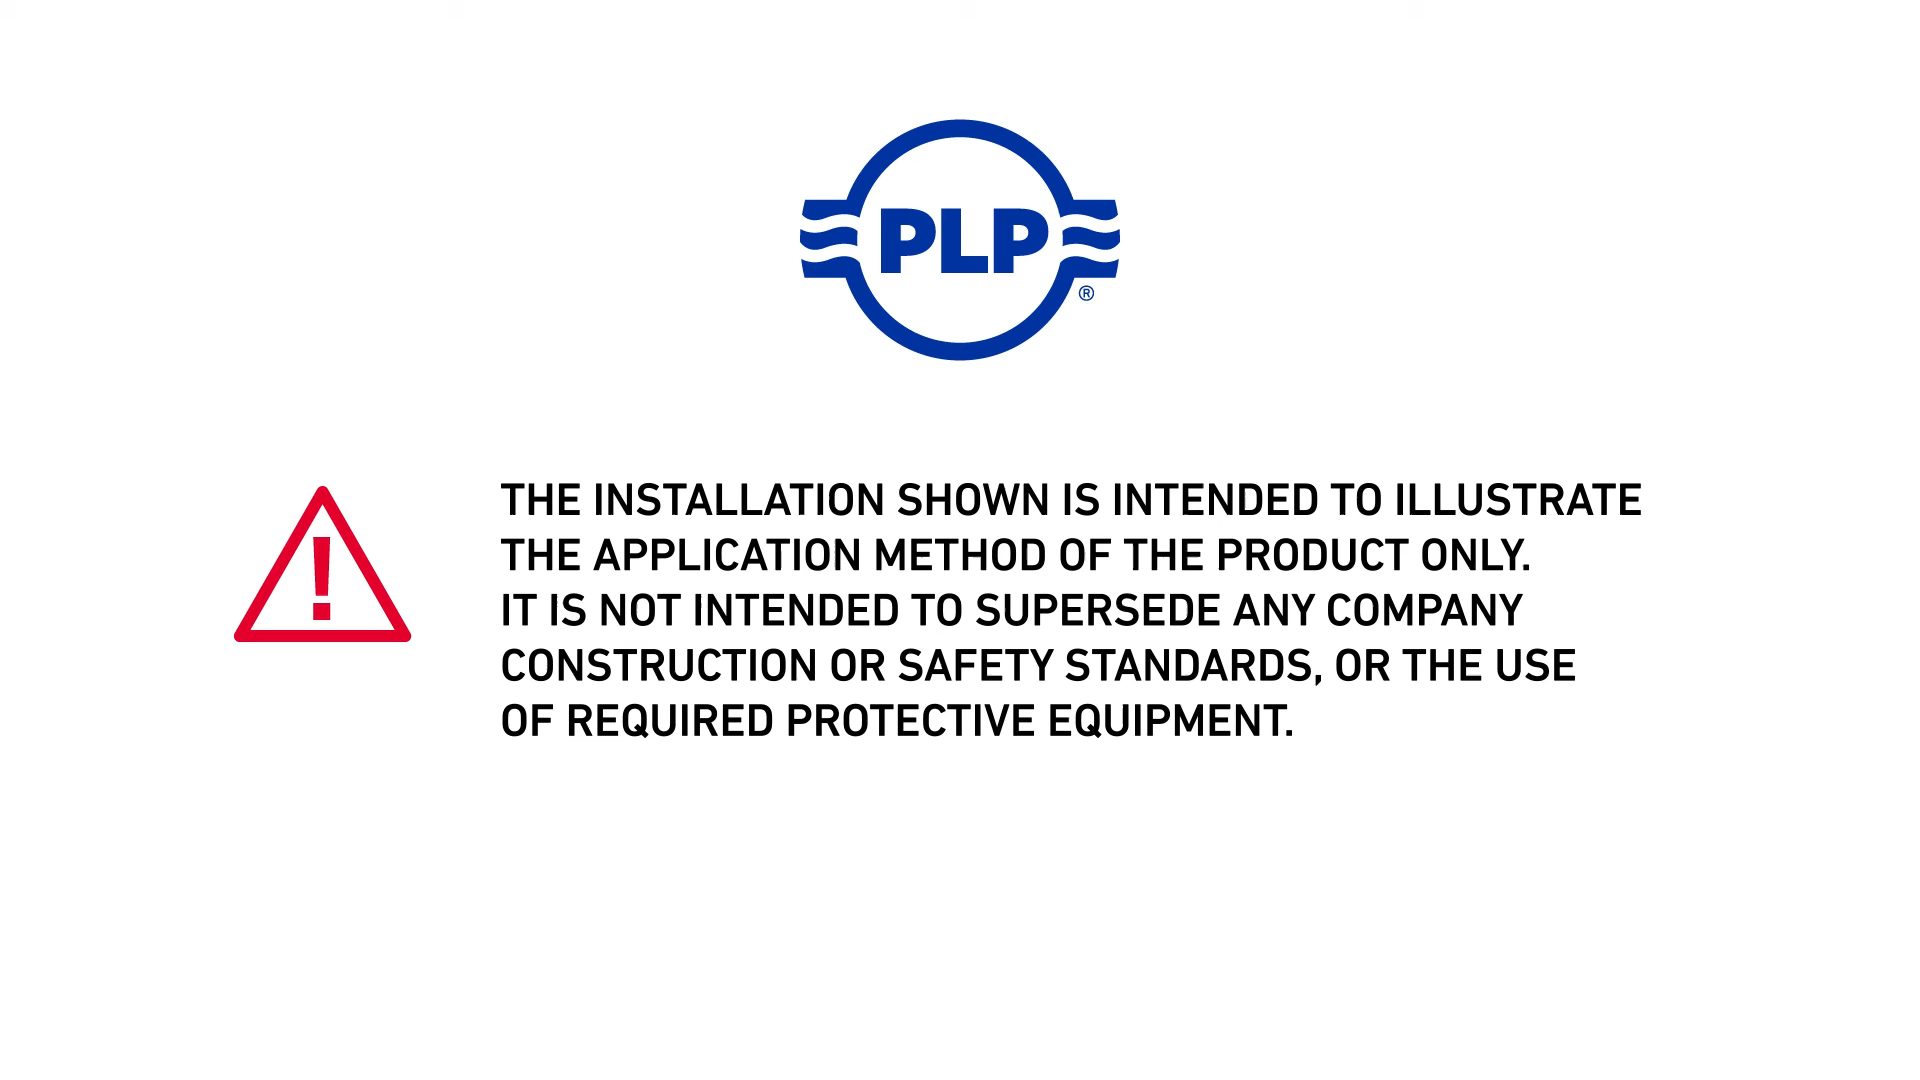 PLP
®
THE INSTALLATION SHOWN IS INTENDED TO ILLUSTRATE
THE APPLICATION METHOD OF THE PRODUCT ONLY.
IT IS NOT INTENDED TO SUPERSEDE ANY COMPANY
CONSTRUCTION OR SAFETY STANDARDS, OR THE USE
OF REQUIRED PROTECTIVE EQUIPMENT.